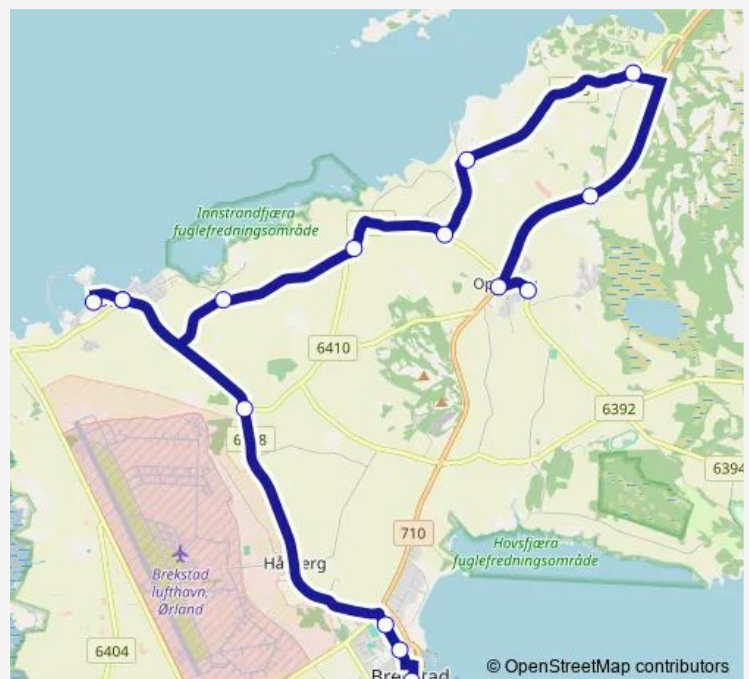 Innstrandfjæra
fuglefredningsområde
6410
6392
6394
710
Hovsfjæra
fuglefredningsområde
Brekstad
lufthavn,
Ørland
6404
© OpenStreetMap contributors